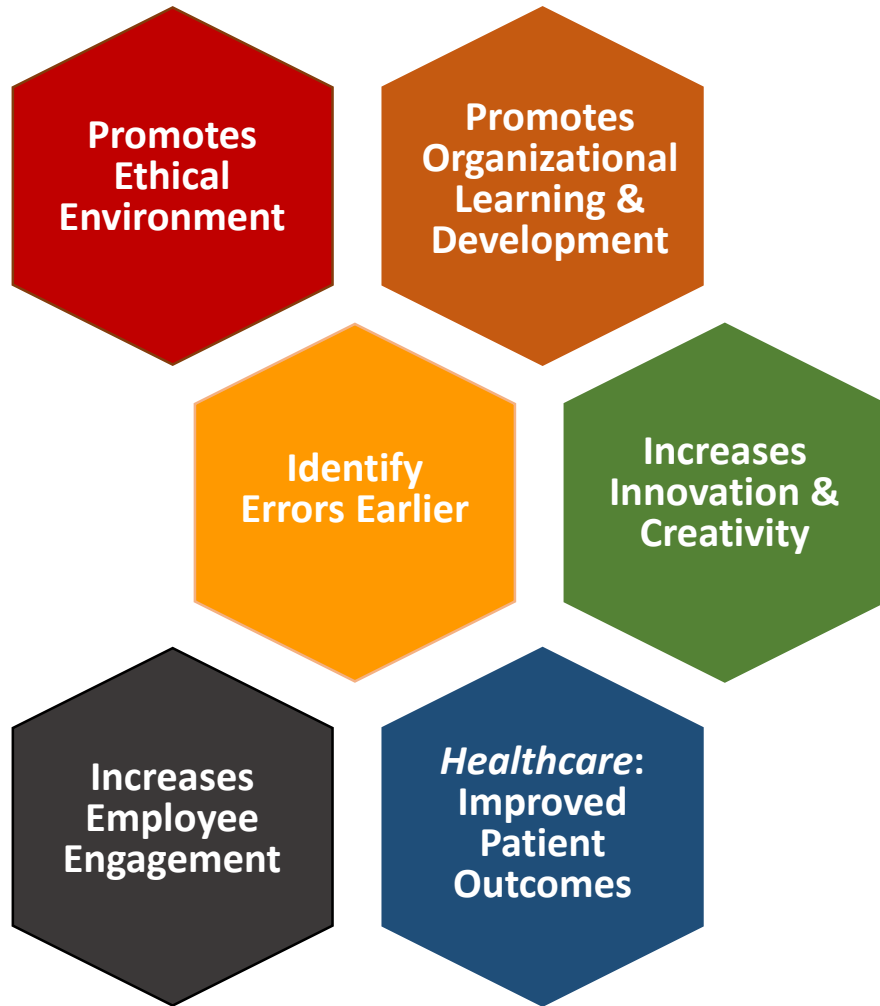 Promotes
Ethical
Environment
Promotes
Organizational
Learning &
Development
Identify
Errors Earlier
Increases
Innovation &
Creativity
Increases
Employee
Engagement
Healthcare:
Improved
Patient
Outcomes